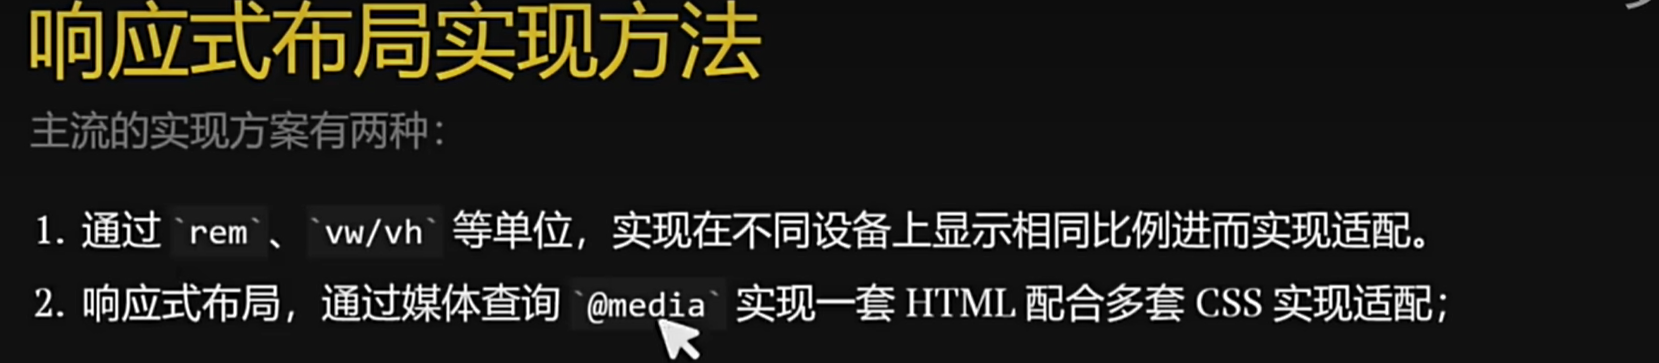 响应式布局实现方法
主流的实现方案有两种：
1. 通过 `rem`、`vw/vh` 等单位，实现在不同设备上显示相同比例进而实现适配。
2. 响应式布局，通过媒体查询 `@media` 实现一套 HTML 配合多套 CSS 实现适配；